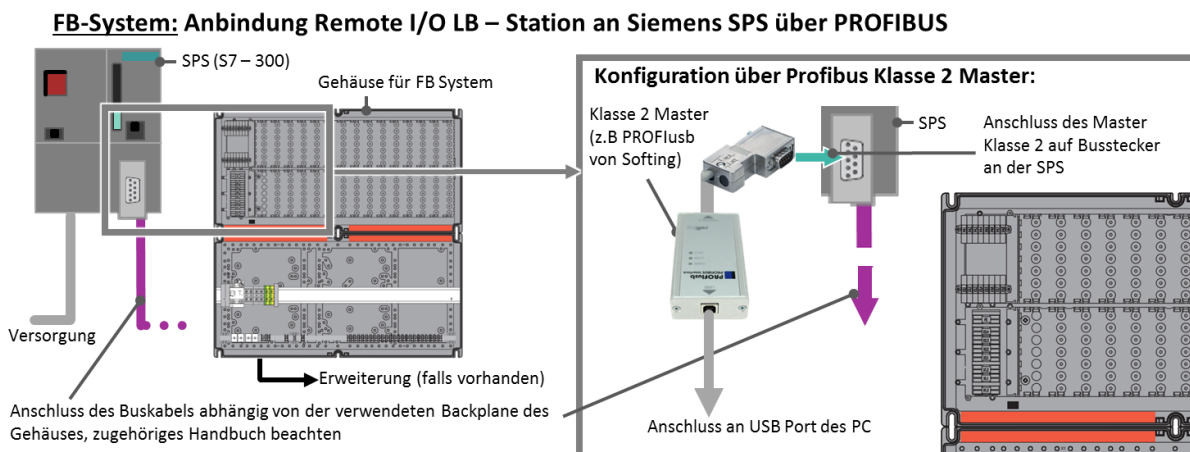 FB-System: Anbindung Remote I/O LB – Station an Siemens SPS über PROFIBUS
SPS (S7 – 300)
Gehäuse für FB System
Versorgung
Erweiterung (falls vorhanden)
Anschluss des Buskabels abhängig von der verwendeten Backplane des
Gehäuses, zugehöriges Handbuch beachten
Konfiguration über Profibus Klasse 2 Master:
Klasse 2 Master
(z.B PROFIusb
von Softing)
SPS
Anschluss des Master
Klasse 2 auf Busstecker
an der SPS
PROFIusb
Anschluss an USB Port des PC